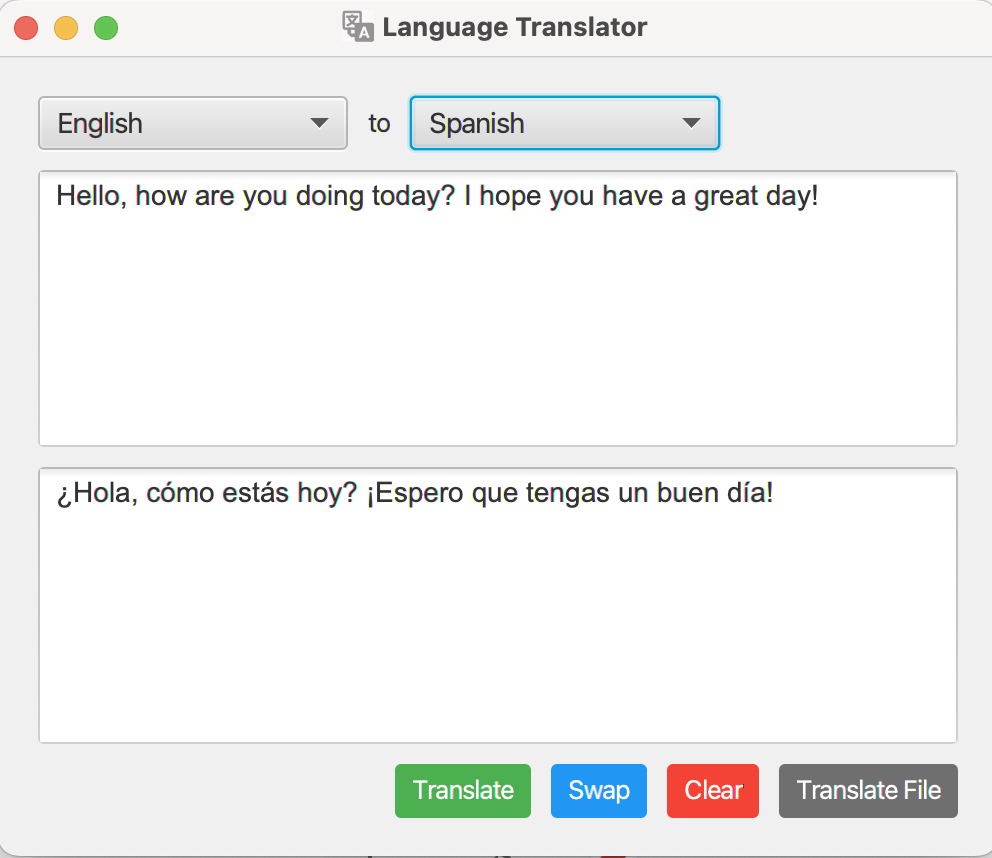 Language Translator
English to Spanish
Hello, how are you doing today? I hope you have a great day!
¿Hola, cómo estás hoy? ¡Espero que tengas un buen día!
Translate Swap Clear Translate File